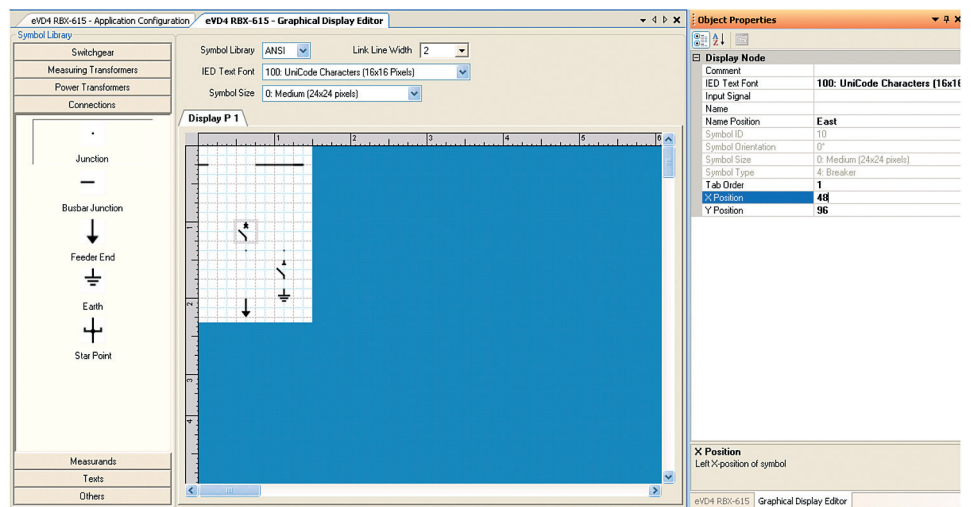 eVD4 RBX-615 - Application Configuration
eVD4 RBX-615 - Graphical Display Editor
Symbol Library
Switchgear
Measuring Transformers
Power Transformers
Connections
Junction
Busbar Junction
Feeder End
Earth
Star Point
Measurands
Texts
Others
Symbol Library ANSI Link Line Width 2
IED Text Font 100: UniCode Characters (16x16 Pixels)
Symbol Size 0: Medium (24x24 pixels)
Display P 1
1 2 3 4 5 6
1
2
3
4
Object Properties
Display Node
Comment
IED Text Font 100: UniCode Characters (16x16
Input Signal
Name
Name Position East
Symbol ID 10
Symbol Orientation 0°
Symbol Size 0: Medium (24x24 pixels)
Symbol Type 4: Breaker
Tab Order 1
X Position 48
Y Position 96
X Position
Left X-position of symbol
eVD4 RBX-615 Graphical Display Editor